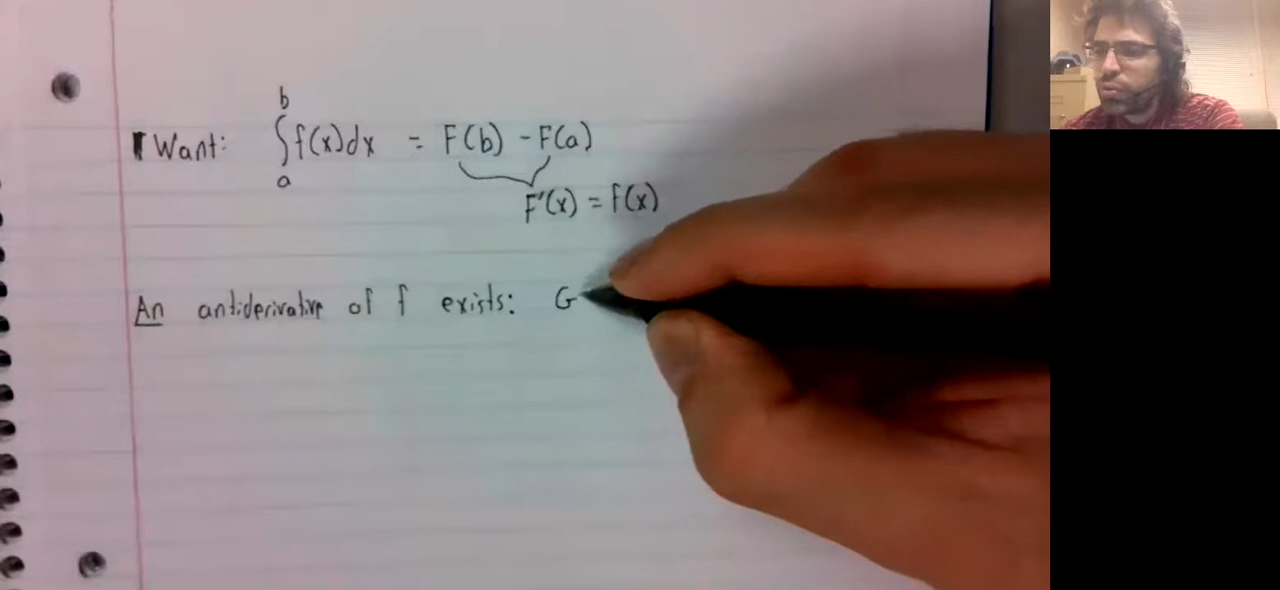 Want: ∫_a^b f(x)dx = F(b) - F(a)
F'(x) = f(x)
An antiderivative of f exists: G